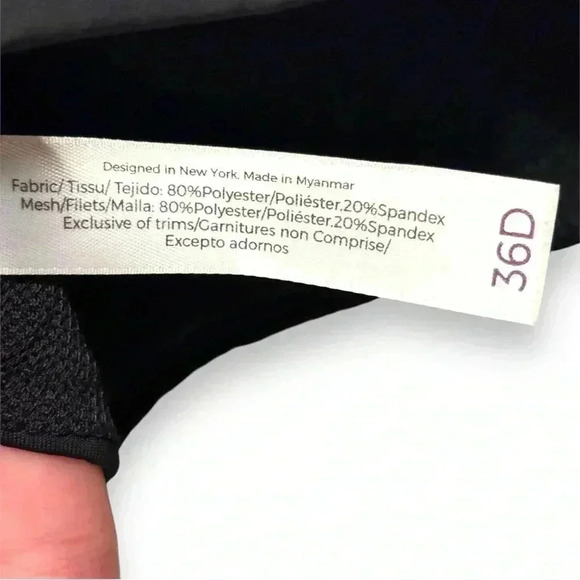 Designed in New York. Made in Myanmar
Fabric/Tissu/ Tejido: 80%Polyester/Poliéster.20%Spandex
Mesh/Filets/Malla: 80%Polyester/Poliéster.20%Spandex
Exclusive of trims/Garnitures non Comprise/
Excepto adornos
36D